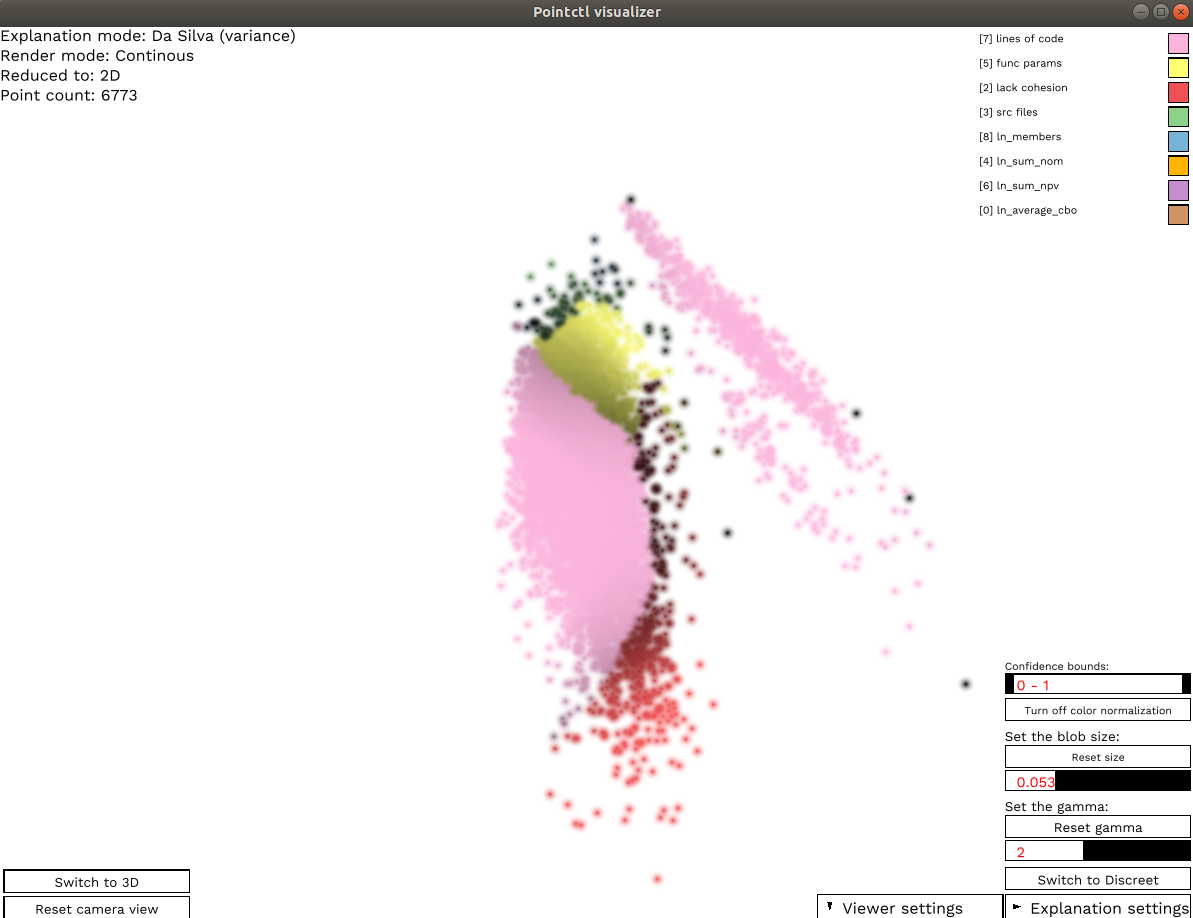 Pointctl visualizer
Explanation mode: Da Silva (variance)
Render mode: Continous
Reduced to: 2D
Point count: 6773
[7] lines of code
[5] func params
[2] lack cohesion
[3] src files
[8] ln_members
[4] ln_sum_nom
[6] ln_sum_npv
[0] ln_average_cbo
Confidence bounds:
0 - 1
Turn off color normalization
Set the blob size:
Reset size
0.053
Set the gamma:
Reset gamma
2
Switch to Discreet
Switch to 3D
Reset camera view
Viewer settings
Explanation settings